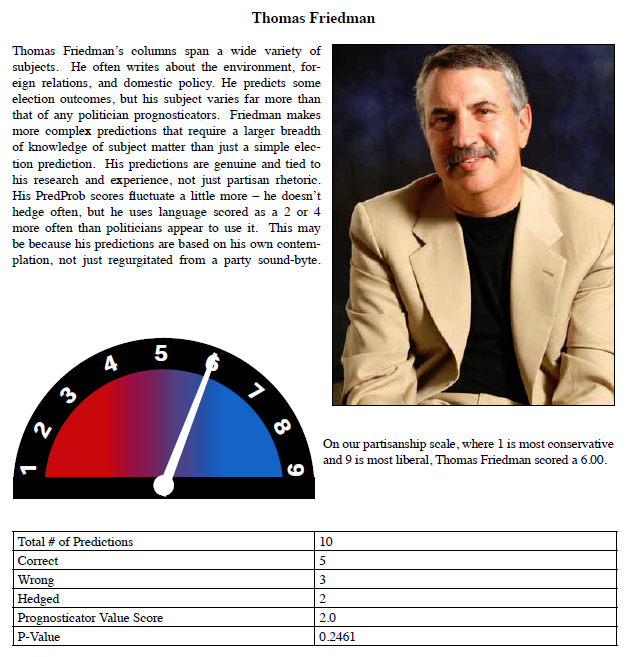 Thomas Friedman
Thomas Friedman's columns span a wide variety of
subjects. He often writes about the environment, for-
eign relations, and domestic policy. He predicts some
election outcomes, but his subject varies far more than
that of any politician prognosticators. Friedman makes
more complex predictions that require a larger breadth
of knowledge of subject matter than just a simple elec-
tion prediction. His predictions are genuine and tied to
his research and experience, not just partisan rhetoric.
His PredProb scores fluctuate a little more – he doesn't
hedge often, but he uses language scored as a 2 or 4
more often than politicians appear to use it. This may
be because his predictions are based on his own contem-
plation, not just regurgitated from a party sound-byte.
1 2 3 4 5 6 7 8 9
On our partisanship scale, where 1 is most conservative
and 9 is most liberal, Thomas Friedman scored a 6.00.
Total # of Predictions 10
Correct 5
Wrong 3
Hedged 2
Prognosticator Value Score 2.0
P-Value 0.2461